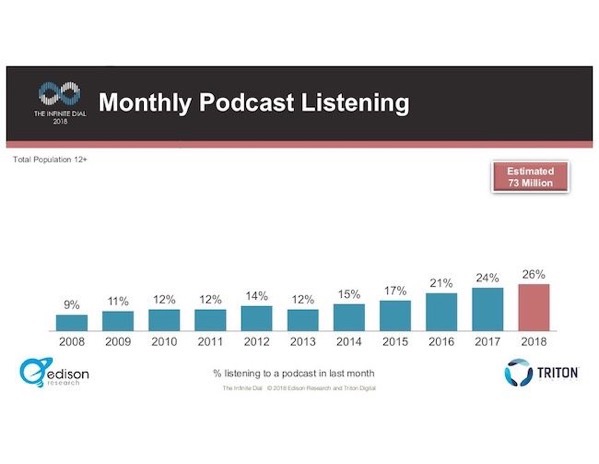 THE INFINITE DIAL
2018
Monthly Podcast Listening
Total Population 12+
Estimated
73 Million
9% 11% 12% 12% 14% 12% 15% 17% 21% 24% 26%
2008 2009 2010 2011 2012 2013 2014 2015 2016 2017 2018
edison
research
% listening to a podcast in last month
The Infinite Dial © 2018 Edison Research and Triton Digital
TRITON